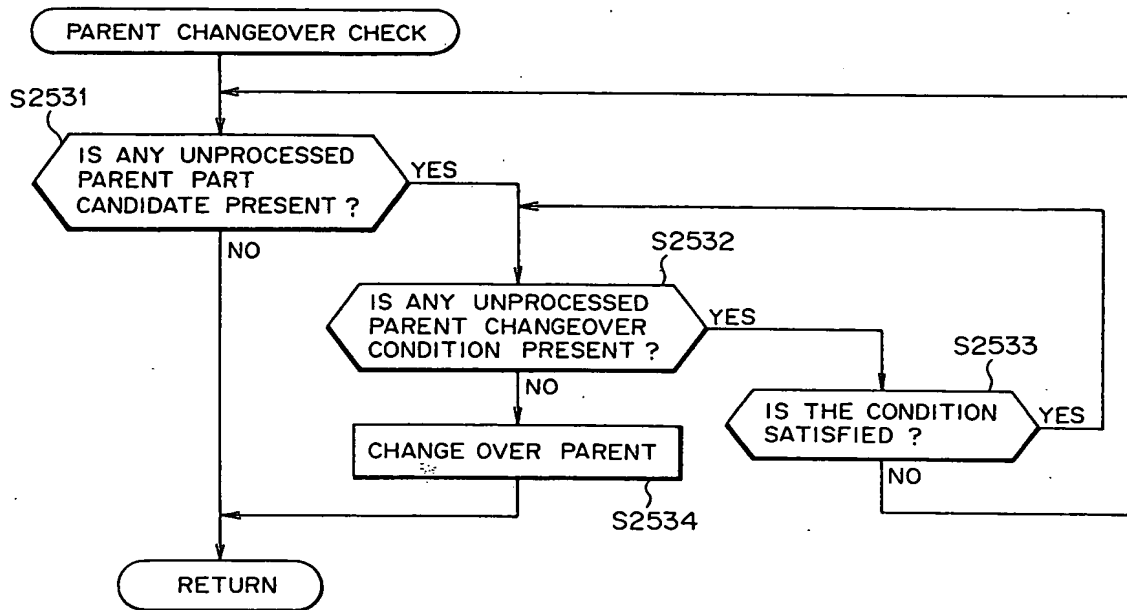 PARENT CHANGEOVER CHECK
S2531
IS ANY UNPROCESSED
PARENT PART
CANDIDATE PRESENT ?
YES
NO
S2532
IS ANY UNPROCESSED
PARENT CHANGEOVER
CONDITION PRESENT ?
YES
NO
S2533
IS THE CONDITION
SATISFIED ?
YES
NO
CHANGE OVER PARENT
S2534
RETURN